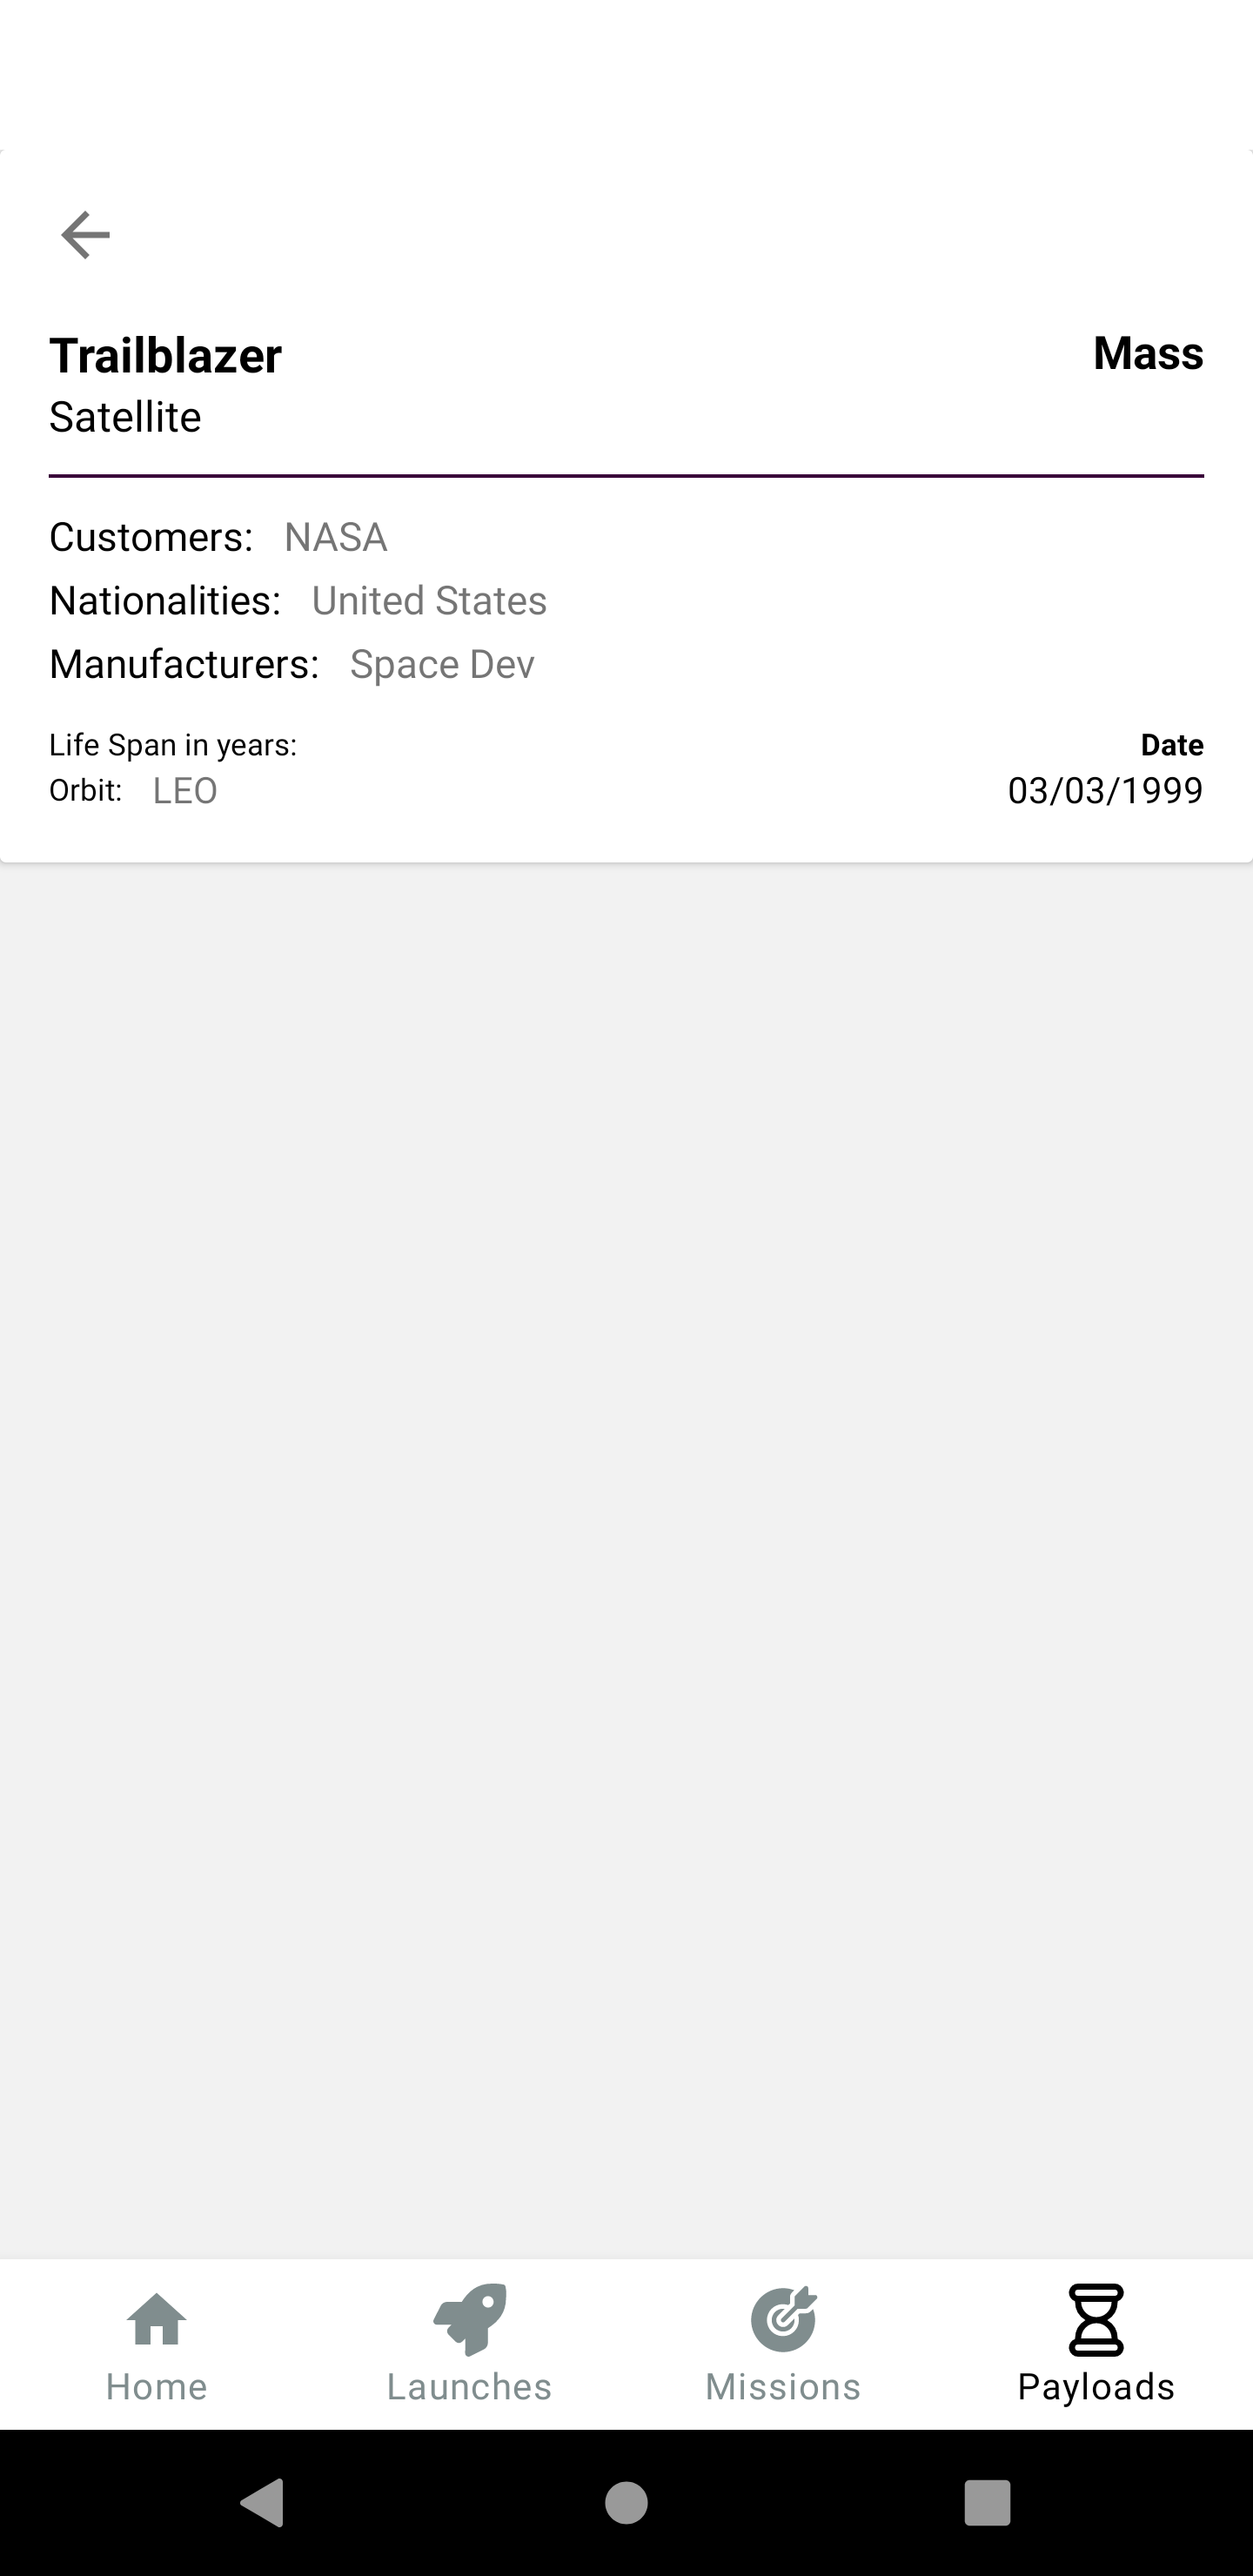 Trailblazer Mass
Satellite
Customers: NASA
Nationalities: United States
Manufacturers: Space Dev
Life Span in years: Date
Orbit: LEO 03/03/1999
Home Launches Missions Payloads